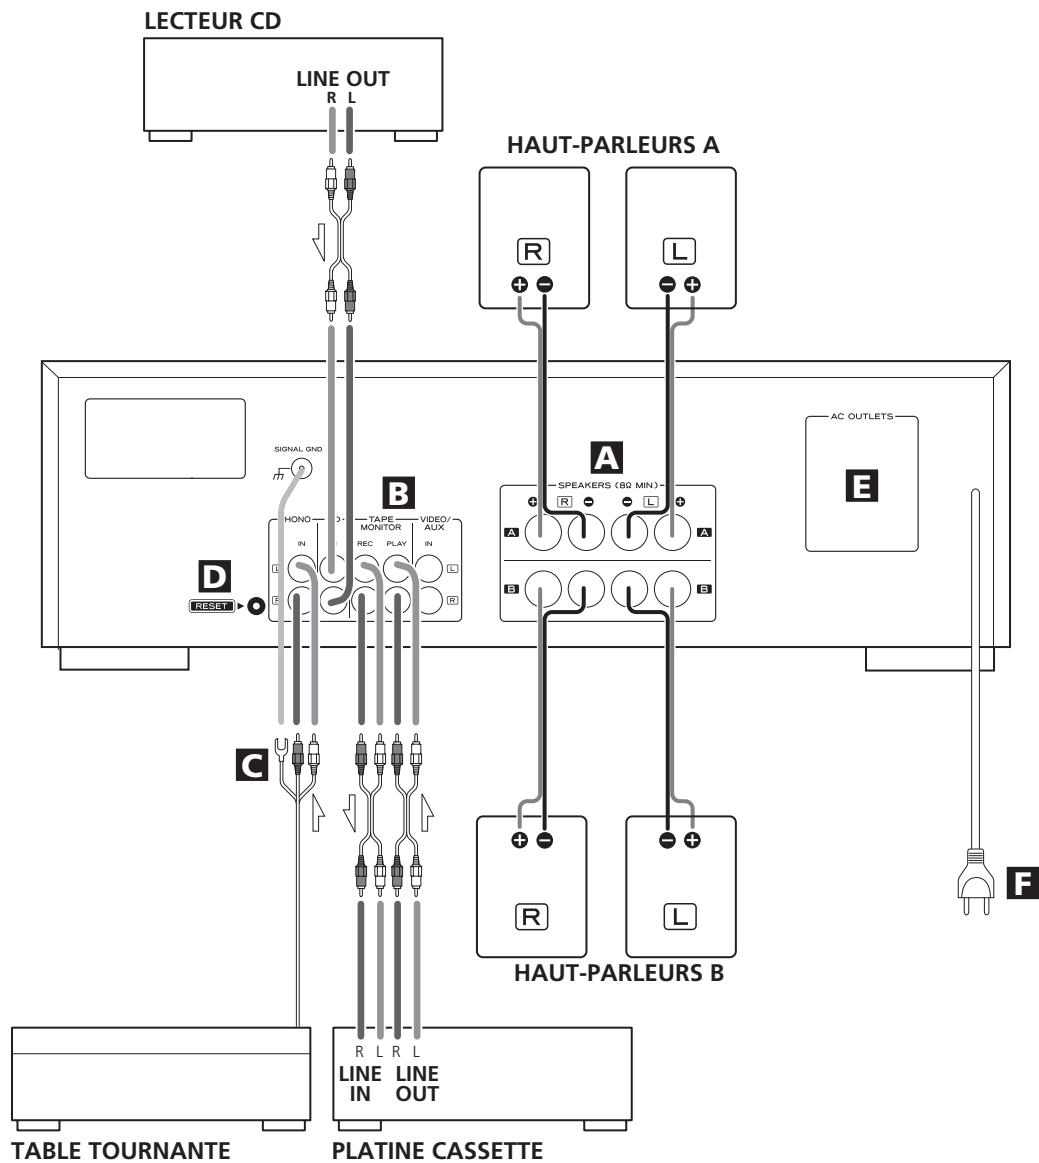 LECTEUR CD
LINE OUT
R L
HAUT-PARLEURS A
R
L
AC OUTLETS
SIGNAL GND
A
SPEAKERS (8Ω MIN)
R
L
B
E
HONO
TAPE MONITOR
VIDEO/
AUX
IN
REC
PLAY
IN
A
A
D
L
L
RESET
R
R
B
B
C
F
R
L
HAUT-PARLEURS B
R L R L
LINE IN
LINE OUT
TABLE TOURNANTE
PLATINE CASSETTE